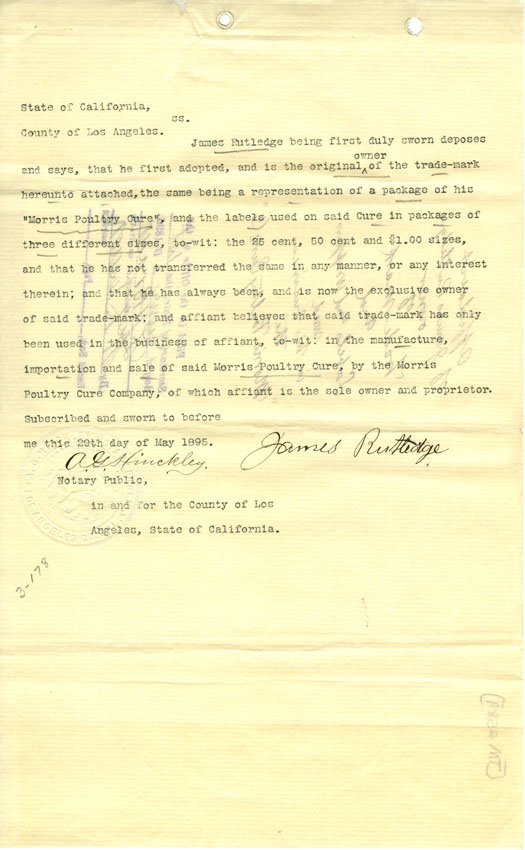 State of California,
ss.
County of Los Angeles.
James Rutledge being first duly sworn deposes
owner
and says, that he first adopted, and is the original ^ of the trade-mark
hereunto attached, the same being a representation of a package of his
"Morris Poultry Cure", and the labels used on said Cure in packages of
three different sizes, to-wit: the 25 cent, 50 cent and $1.00 sizes,
and that he has not transferred the same in any manner, or any interest
therein; and that he has always been, and is now the exclusive owner
of said trade-mark; and affiant believes that said trade-mark has only
been used in the business of affiant, to-wit: in the manufacture,
importation and sale of said Morris Poultry Cure, by the Morris
Poultry Cure Company, of which affiant is the sole owner and proprietor.
Subscribed and sworn to before
me this 29th day of May 1895.
James Rutledge
A. G. Hinckley.
Notary Public,
in and for the County of Los
Angeles, State of California.
3-178